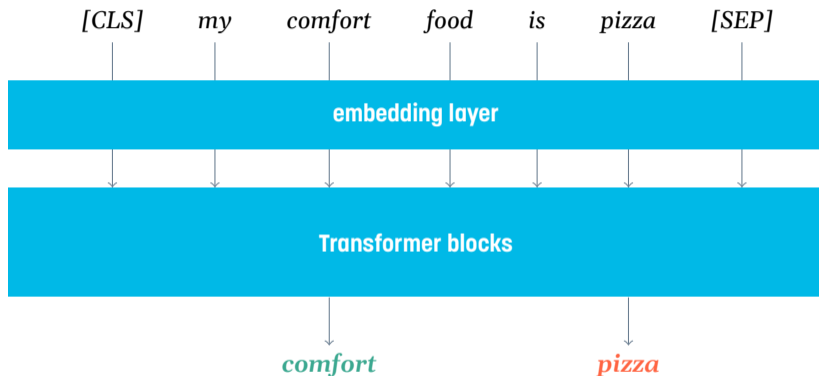 [CLS] my comfort food is pizza [SEP]
embedding layer
Transformer blocks
comfort pizza